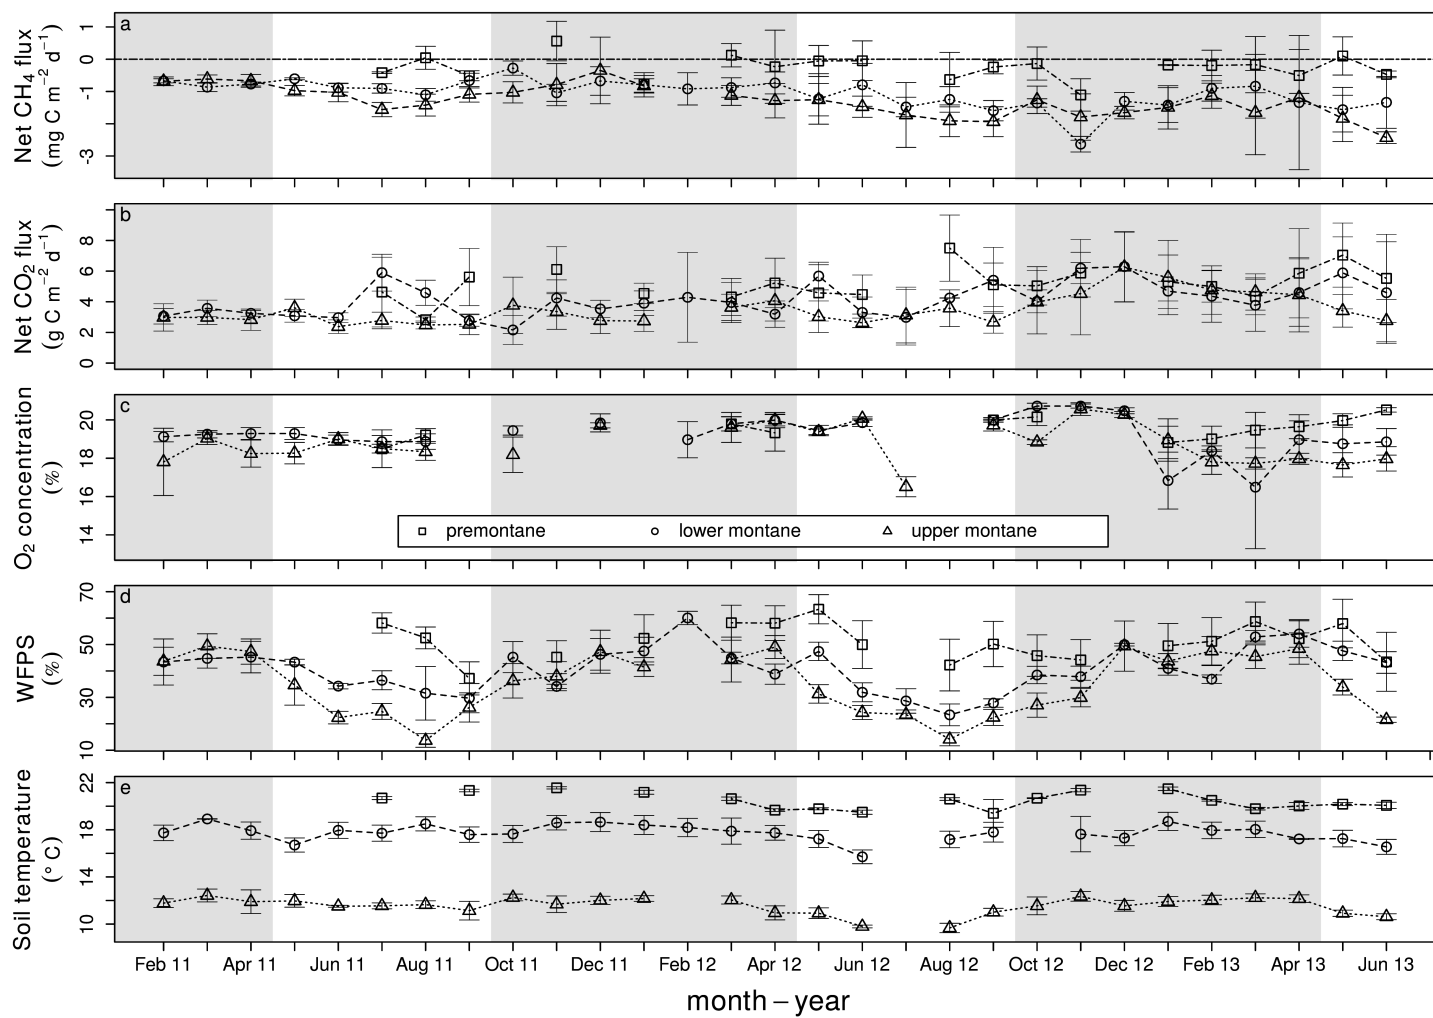 a
Net CH4 flux
(mg C m−2 d−1)
1
0
-1
-3
b
Net CO2 flux
(g C m−2 d−1)
8
6
4
2
0
c
O2 concentration
(%)
20
18
16
14
premontane lower montane upper montane
d
WFPS
(%)
70
50
30
10
e
Soil temperature
(° C)
22
18
14
10
Feb 11 Apr 11 Jun 11 Aug 11 Oct 11 Dec 11 Feb 12 Apr 12 Jun 12 Aug 12 Oct 12 Dec 12 Feb 13 Apr 13 Jun 13
month − year